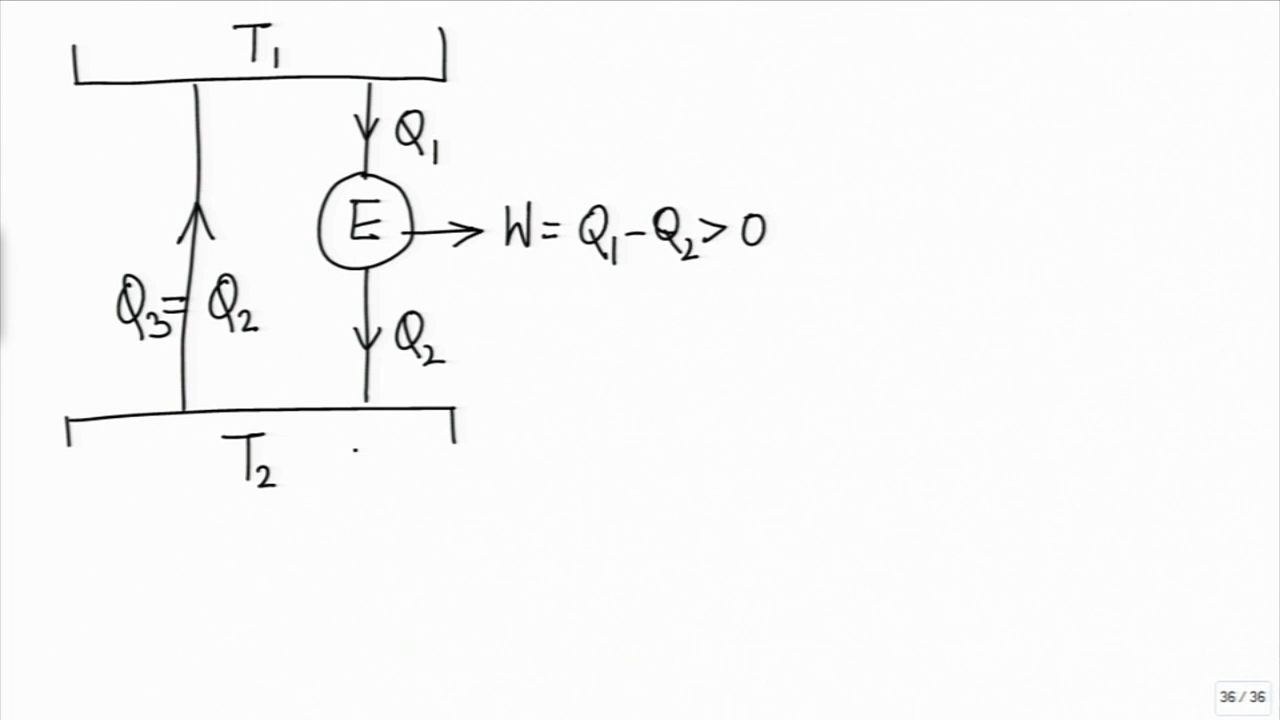 T₁
Q₁
E
W = Q₁ - Q₂ > 0
Q₃ = Q₂
Q₂
T₂
36 / 36